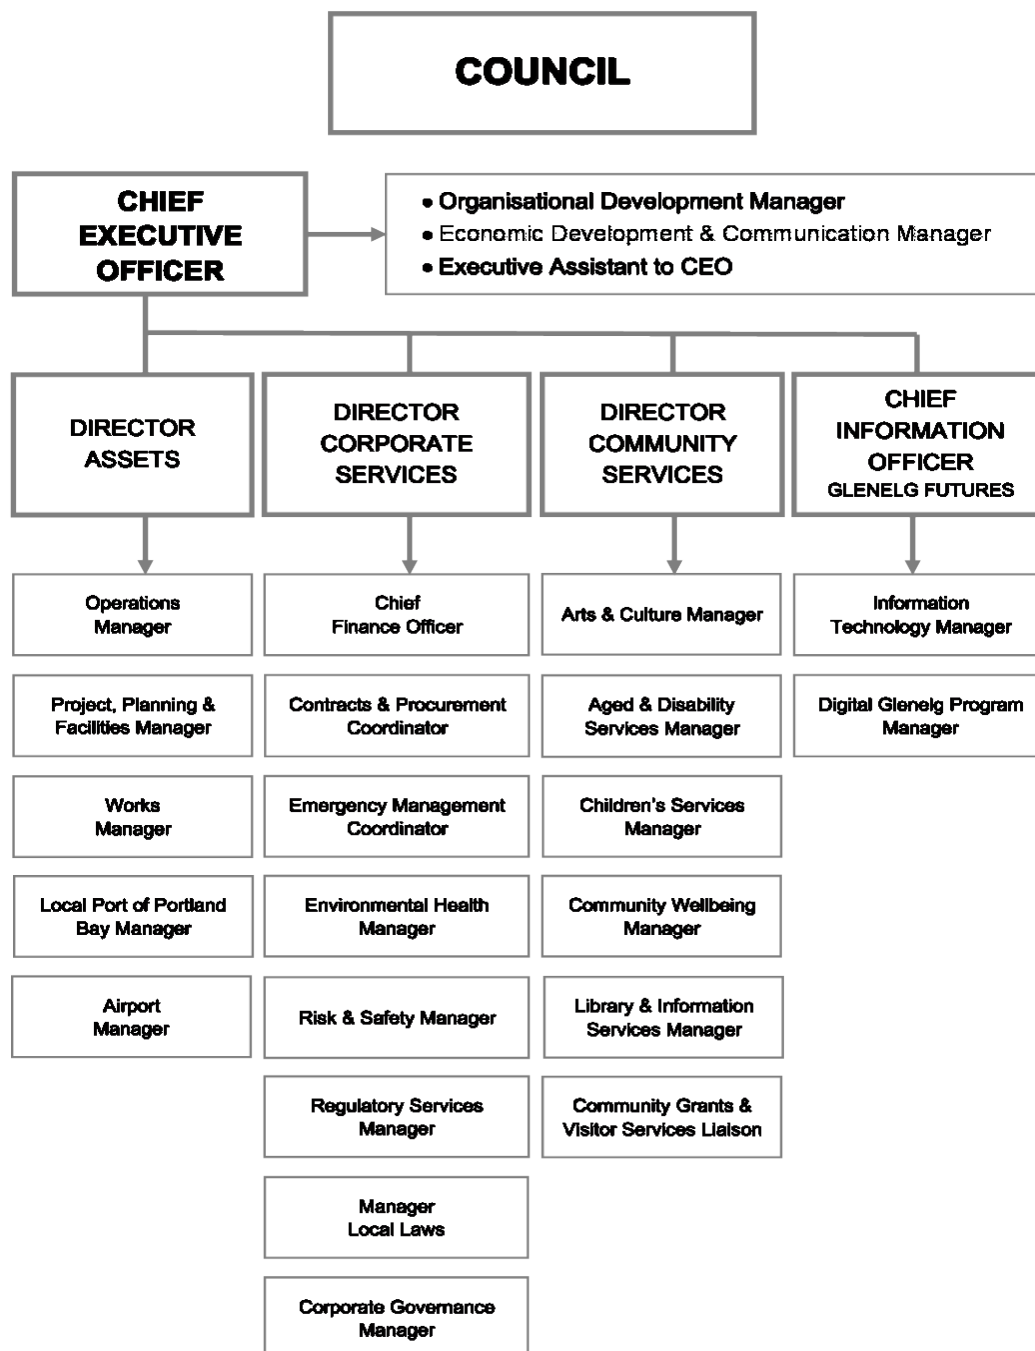 COUNCIL
CHIEF
EXECUTIVE
OFFICER
• Organisational Development Manager
• Economic Development & Communication Manager
• Executive Assistant to CEO
DIRECTOR
ASSETS
DIRECTOR
CORPORATE
SERVICES
DIRECTOR
COMMUNITY
SERVICES
CHIEF
INFORMATION
OFFICER
GLENELG FUTURES
Operations
Manager
Project, Planning &
Facilities Manager
Works
Manager
Local Port of Portland
Bay Manager
Airport
Manager
Chief
Finance Officer
Contracts & Procurement
Coordinator
Emergency Management
Coordinator
Environmental Health
Manager
Risk & Safety Manager
Regulatory Services
Manager
Manager
Local Laws
Corporate Governance
Manager
Arts & Culture Manager
Aged & Disability
Services Manager
Children's Services
Manager
Community Wellbeing
Manager
Library & Information
Services Manager
Community Grants &
Visitor Services Liaison
Information
Technology Manager
Digital Glenelg Program
Manager